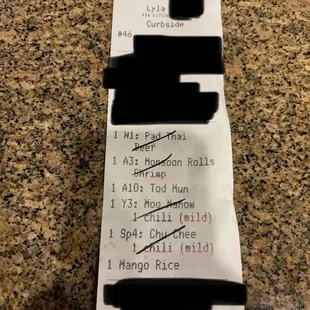 Lyla
Curbside
#46
1 N1: Pad Thai
Beef
1 A3: Monsoon Rolls
Shrimp
1 A10: Tod Mun
1 Y3: Moo Manow
1 chili (mild)
1 Sp4: Chu Chee
1 chili (mild)
1 Mango Rice